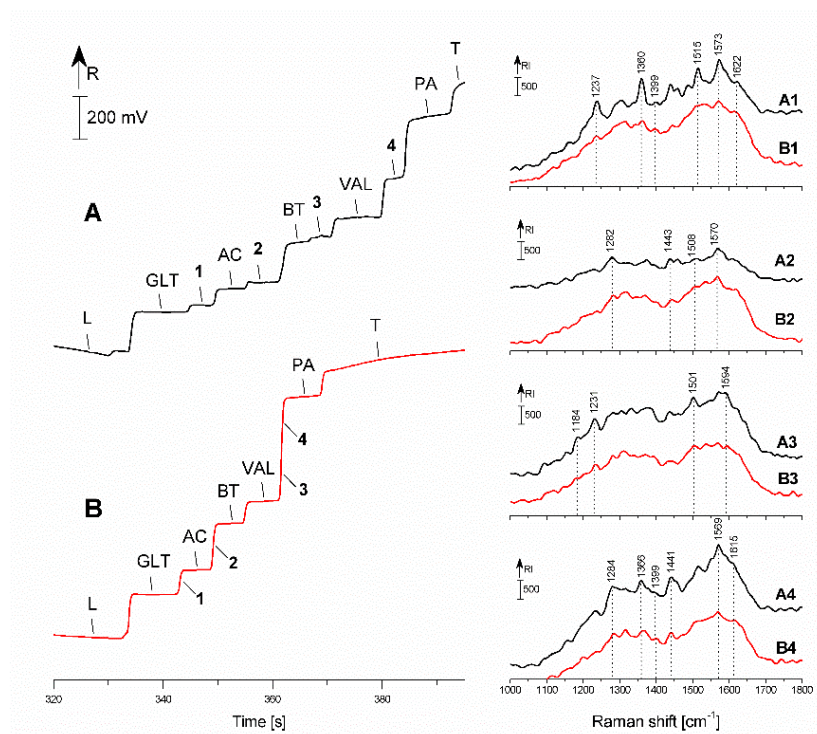 R
200 mV
A
L
GLT
1
AC
2
BT
3
VAL
4
PA
T
B
L
GLT
1
AC
2
BT
VAL
3
4
PA
T
320
340
360
380
Time [s]
RI
500
1237
1360
1399
1515
1573
1622
A1
B1
RI
500
1282
1443
1508
1570
A2
B2
RI
500
1184
1231
1501
1594
A3
B3
RI
500
1284
1366
1399
1441
1569
1615
A4
B4
1000 1100 1200 1300 1400 1500 1600 1700 1800
Raman shift [cm⁻¹]